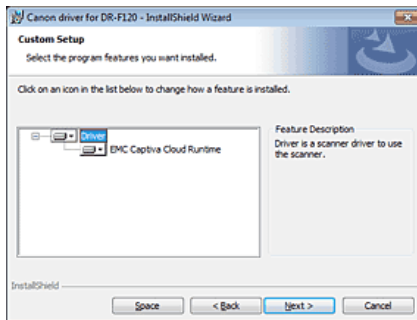 Canon driver for DR-F120 - InstallShield Wizard
Custom Setup
Select the program features you want installed.
Click on an icon in the list below to change how a feature is installed.
Driver
EMC Captiva Cloud Runtime
Feature Description
Driver is a scanner driver to use
the scanner.
InstallShield
Space
< Back
Next >
Cancel